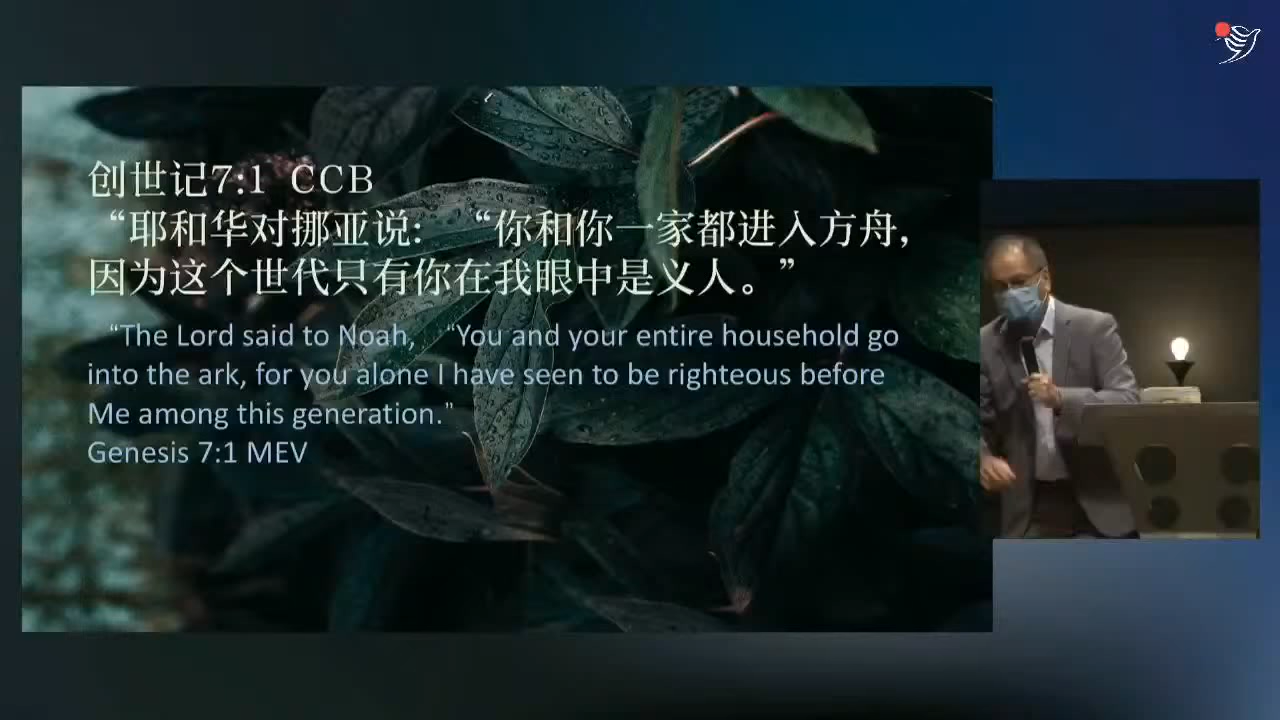 创世记7:1 CCB
“耶和华对挪亚说: “你和你一家都进入方舟,
因为这个世代只有你在我眼中是义人。”
“The Lord said to Noah, “You and your entire household go
into the ark, for you alone I have seen to be righteous before
Me among this generation.”
Genesis 7:1 MEV